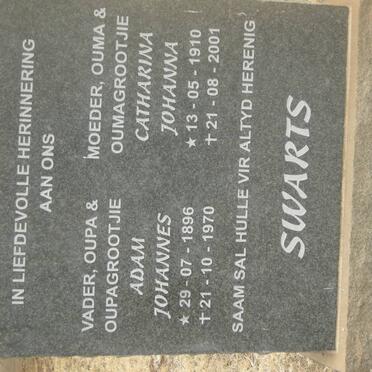 IN LIEFDEVOLLE HERINNERING
AAN ONS
VADER, OUPA &
OUPAGROOTJIE
ADAM
JOHANNES
★ 29 - 07 - 1896
✝ 21 - 10 - 1970
MOEDER, OUMA &
OUMAGROOTJIE
CATHARINA
JOHANNA
★ 13 - 05 - 1910
✝ 21 - 08 - 2001
SAAM SAL HULLE VIR ALTYD HERENIG
SWARTS